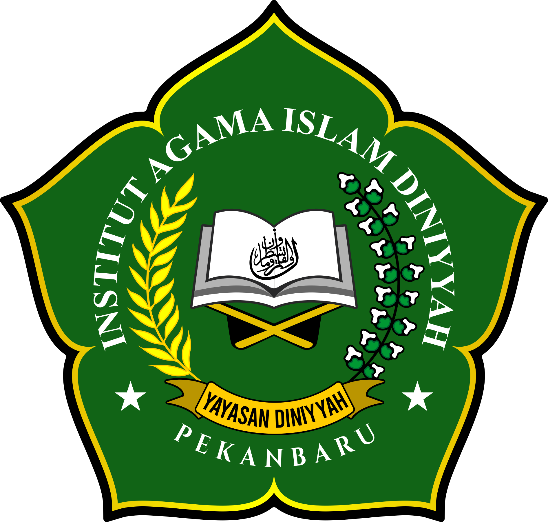 INSTITUT AGAMA ISLAM DINIYYAH
YAYASAN DINIYYAH
PEKANBARU